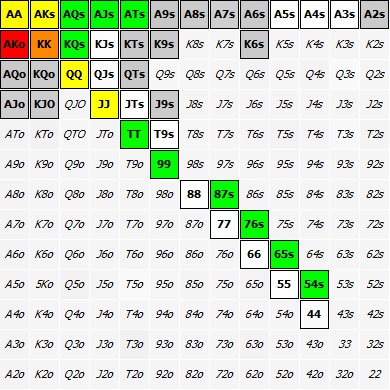 AA AKs AQs AJs ATs A9s A8s A7s A6s A5s A4s A3s A2s
AKo KK KQs KJs KTs K9s K8s K7s K6s K5s K4s K3s K2s
AQo KQo QQ QJs QTs Q9s Q8s Q7s Q6s Q5s Q4s Q3s Q2s
AJo KJO QJO JJ JTs J9s J8s J7s J6s J5s J4s J3s J2s
ATo KTo QTO JTo TT T9s T8s T7s T6s T5s T4s T3s T2s
A9o K9o Q9o J9o T9o 99 98s 97s 96s 95s 94s 93s 92s
A8o K8o Q8o J8o T8o 98o 88 87s 86s 85s 84s 83s 82s
A7o K7o Q7o J7o T7o 97o 87o 77 76s 75s 74s 73s 72s
A6o K6o Q6o J6o T6o 96o 86o 76o 66 65s 64s 63s 62s
A5o 5Ko Q5o J5o T5o 95o 85o 75o 65o 55 54s 53s 52s
A4o K4o Q4o J4o T4o 94o 84o 74o 64o 54o 44 43s 42s
A3o K3o Q3o J3o T3o 93o 83o 73o 63o 53o 43o 33 32s
A2o K2o Q2o J2o T2o 92o 82o 72o 62o 52o 42o 32o 22